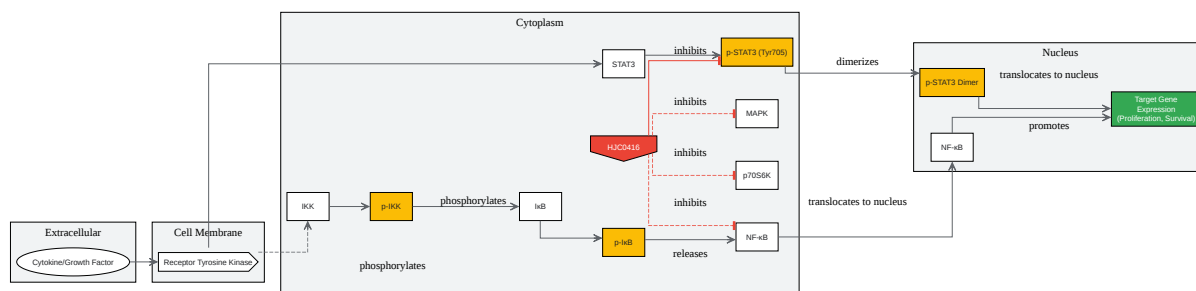 Cytoplasm
inhibits
p-STAT3 (Tyr705)
STAT3
dimerizes
Nucleus
translocates to nucleus
p-STAT3 Dimer
Target Gene
Expression
(Proliferation, Survival)
promotes
NF-κB
inhibits
MAPK
HJC0416
inhibits
p70S6K
inhibits
translocates to nucleus
IKK
p-IKK
phosphorylates
IκB
p-IκB
releases
NF-κB
phosphorylates
Extracellular
Cytokine/Growth Factor
Cell Membrane
Receptor Tyrosine Kinase